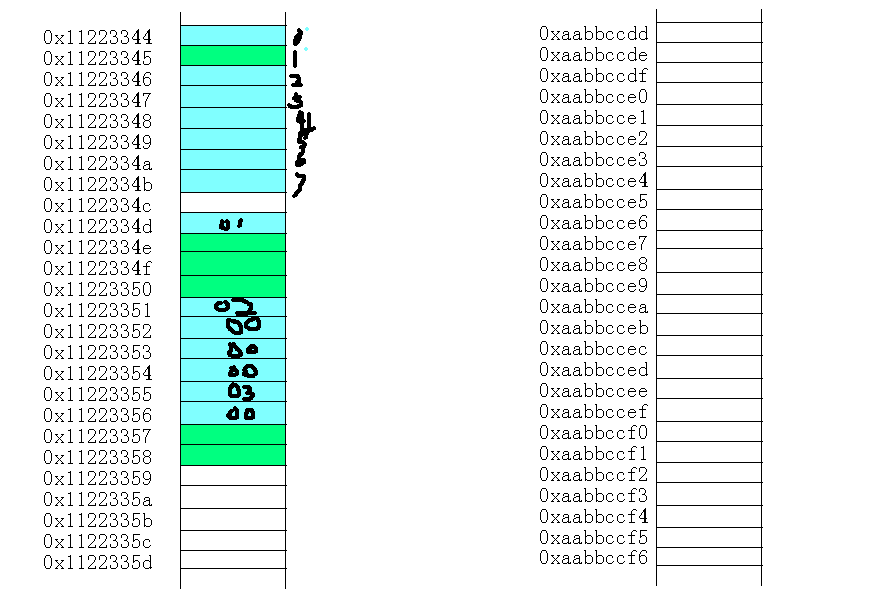 0x11223344 0 0xaabbccdd
0x11223345 1 0xaabbccde
0x11223346 2 0xaabbccdf
0x11223347 3 0xaabbcce0
0x11223348 4 0xaabbcce1
0x11223349 5 0xaabbcce2
0x1122334a 0xaabbcce3
0x1122334b 7 0xaabbcce4
0x1122334c 0xaabbcce5
0x1122334d 01 0xaabbcce6
0x1122334e 0xaabbcce7
0x1122334f 0xaabbcce8
0x11223350 0xaabbcce9
0x11223351 02 0xaabbccea
0x11223352 00 0xaabbcceb
0x11223353 00 0xaabbccec
0x11223354 00 0xaabbcced
0x11223355 03 0xaabbccee
0x11223356 00 0xaabbccef
0x11223357 0xaabbccf0
0x11223358 0xaabbccf1
0x11223359 0xaabbccf2
0x1122335a 0xaabbccf3
0x1122335b 0xaabbccf4
0x1122335c 0xaabbccf5
0x1122335d 0xaabbccf6